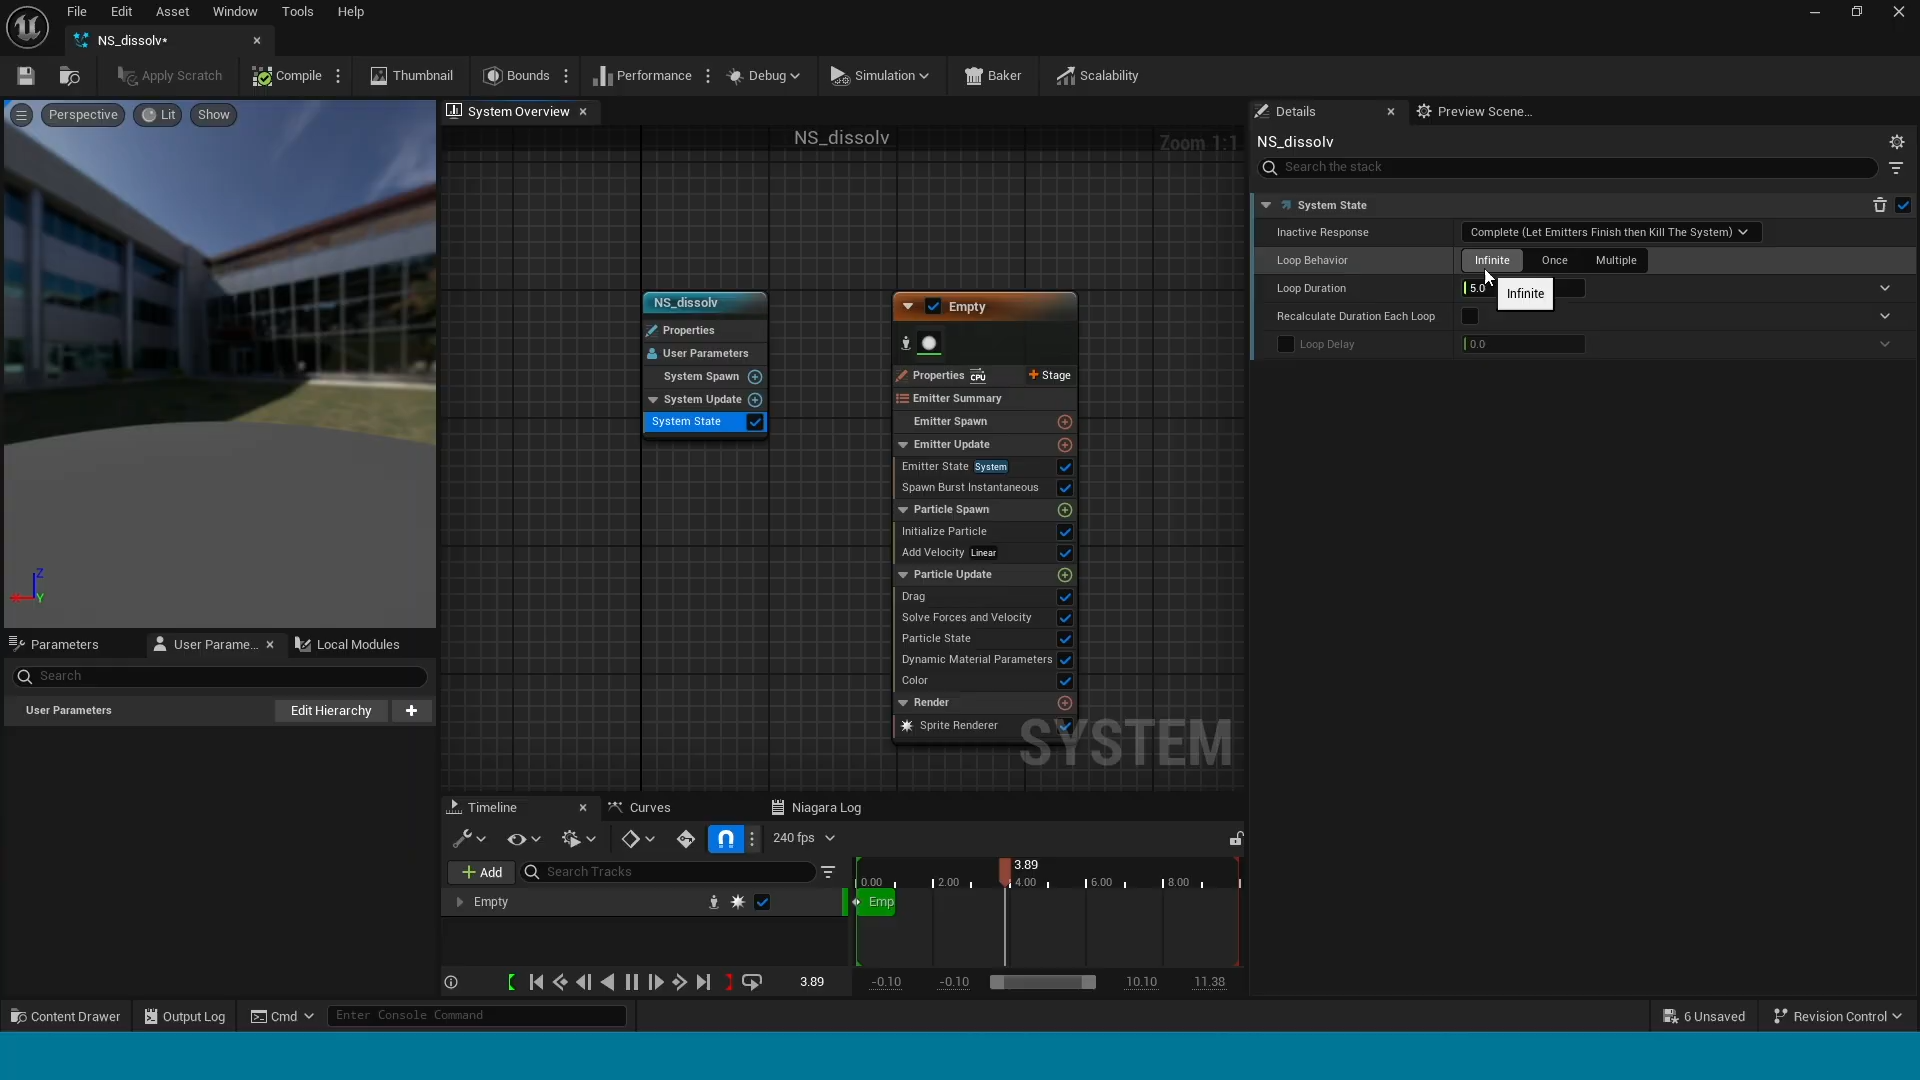 File Edit Asset Window Tools Help
NS_dissolv*
Apply Scratch Compile Thumbnail Bounds Performance Debug Simulation Baker Scalability
Perspective Lit Show
System Overview
NS_dissolv
Zoom 1:1
NS_dissolv
Properties
User Parameters
System Spawn
System Update
System State
Empty
Properties CPU + Stage
Emitter Summary
Emitter Spawn
Emitter Update
Emitter State System
Spawn Burst Instantaneous
Particle Spawn
Initialize Particle
Add Velocity Linear
Particle Update
Drag
Solve Forces and Velocity
Particle State
Dynamic Material Parameters
Color
Render
Sprite Renderer
SYSTEM
Z
X Y
Details Preview Scene...
NS_dissolv
Search the stack
System State
Inactive Response Complete (Let Emitters Finish then Kill The System)
Loop Behavior Infinite Once Multiple
Loop Duration 5.0
Infinite
Recalculate Duration Each Loop
Loop Delay 0.0
Parameters User Parame... Local Modules
Search
User Parameters Edit Hierarchy +
Timeline Curves Niagara Log
240 fps
+ Add Search Tracks
3.89
0.00 2.00 4.00 6.00 8.00
Empty Emp
3.89 -0.10 -0.10 10.10 11.38
Content Drawer Output Log Cmd Enter Console Command 6 Unsaved Revision Control